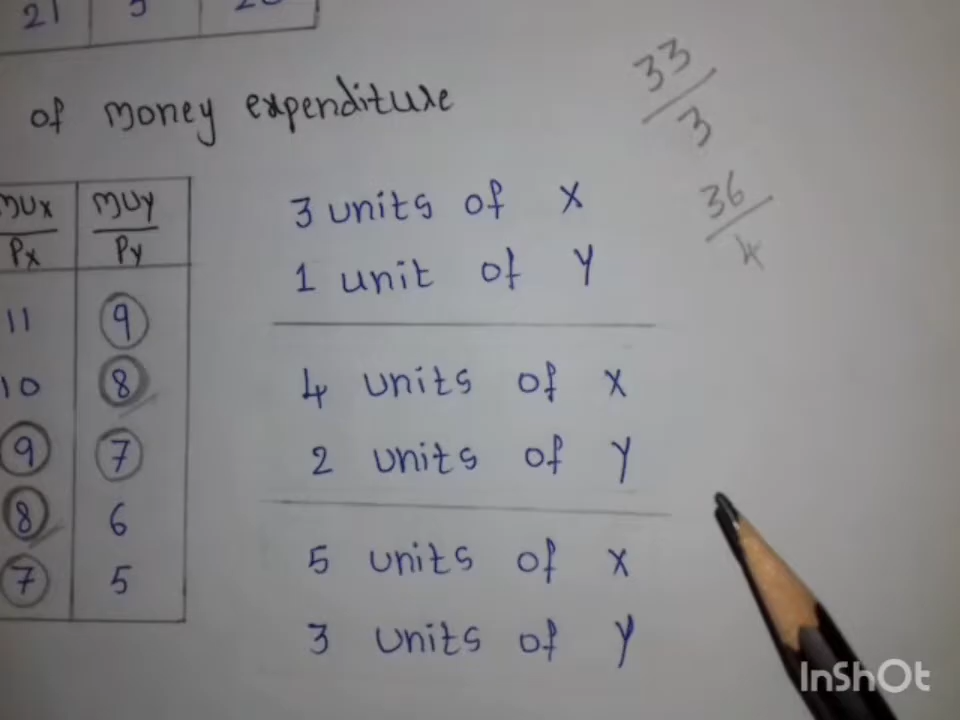 21 5
of money expenditure
33/3
36/4
MUx/Px MUy/Py
11 9
10 8
9 7
8 6
7 5
3 units of X
1 unit of Y
4 units of X
2 units of Y
5 units of X
3 units of Y
InShOt